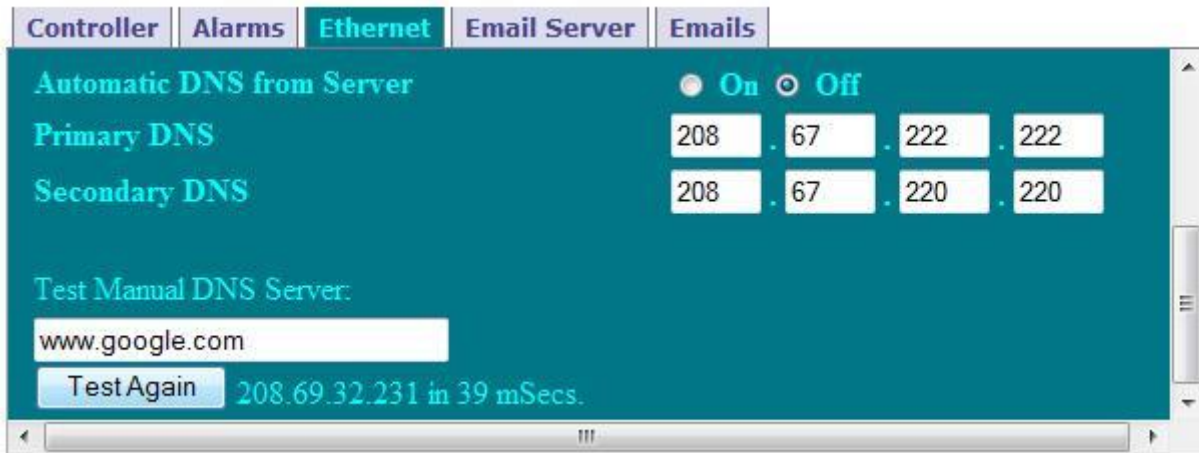 Controller Alarms Ethernet Email Server Emails
Automatic DNS from Server On Off
Primary DNS 208 . 67 . 222 . 222
Secondary DNS 208 . 67 . 220 . 220
Test Manual DNS Server:
www.google.com
Test Again 208.69.32.231 in 39 mSecs.